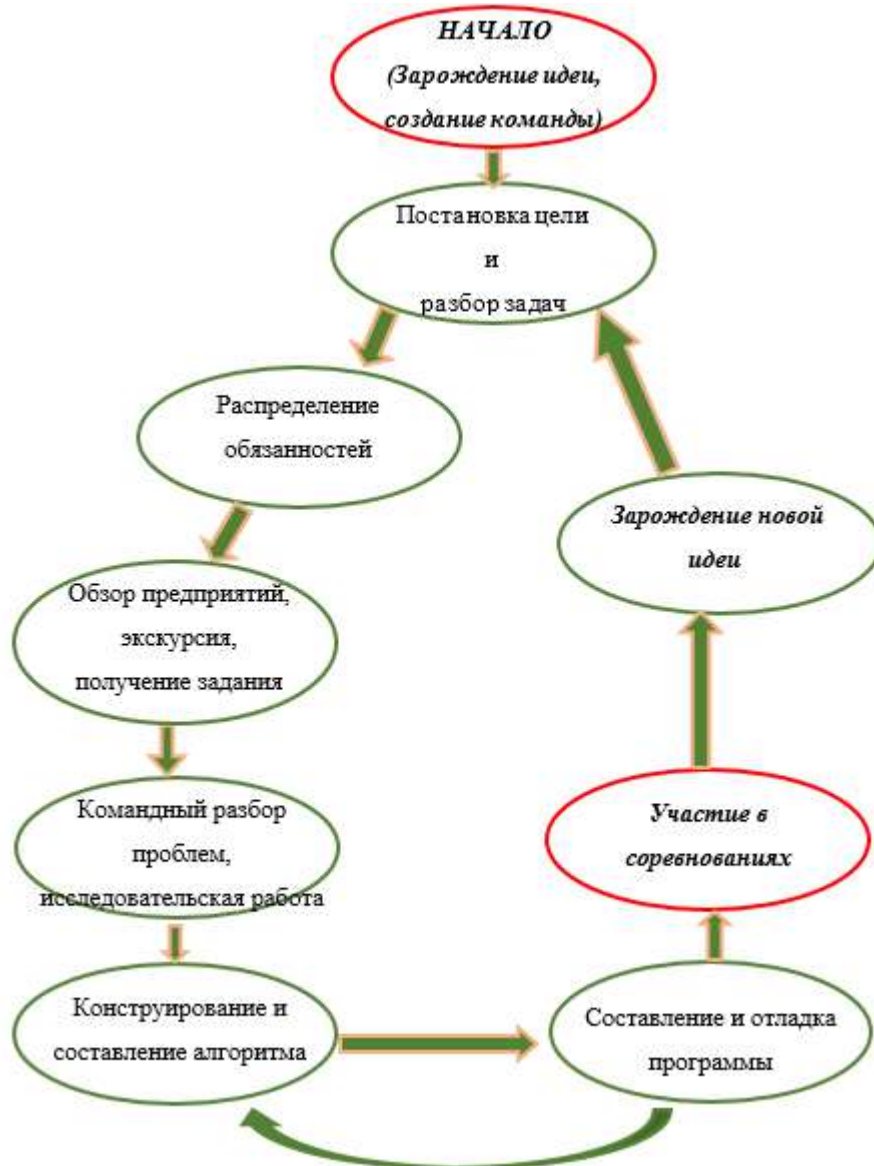 НАЧАЛО
(Зарождение идеи,
создание команды)
Постановка цели
и
разбор задач
Распределение
обязанностей
Обзор предприятий,
экскурсия,
получение задания
Командный разбор
проблем,
исследовательская работа
Конструирование и
составление алгоритма
Составление и отладка
программы
Участие в
соревнованиях
Зарождение новой
идеи